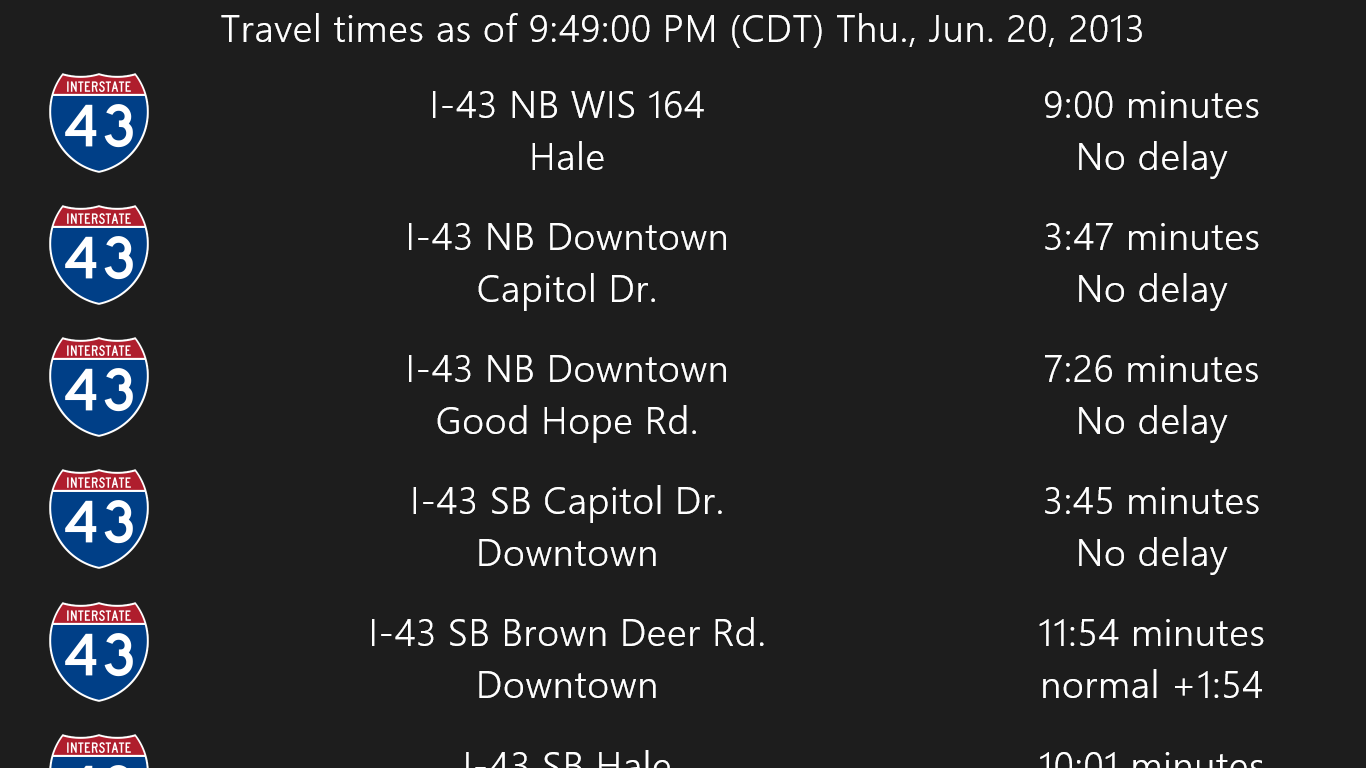 Travel times as of 9:49:00 PM (CDT) Thu., Jun. 20, 2013
INTERSTATE
43
I-43 NB WIS 164
Hale
9:00 minutes
No delay
INTERSTATE
43
I-43 NB Downtown
Capitol Dr.
3:47 minutes
No delay
INTERSTATE
43
I-43 NB Downtown
Good Hope Rd.
7:26 minutes
No delay
INTERSTATE
43
I-43 SB Capitol Dr.
Downtown
3:45 minutes
No delay
INTERSTATE
43
I-43 SB Brown Deer Rd.
Downtown
11:54 minutes
normal +1:54
INTERSTATE
43
I-43 SB Hale
10:01 minutes